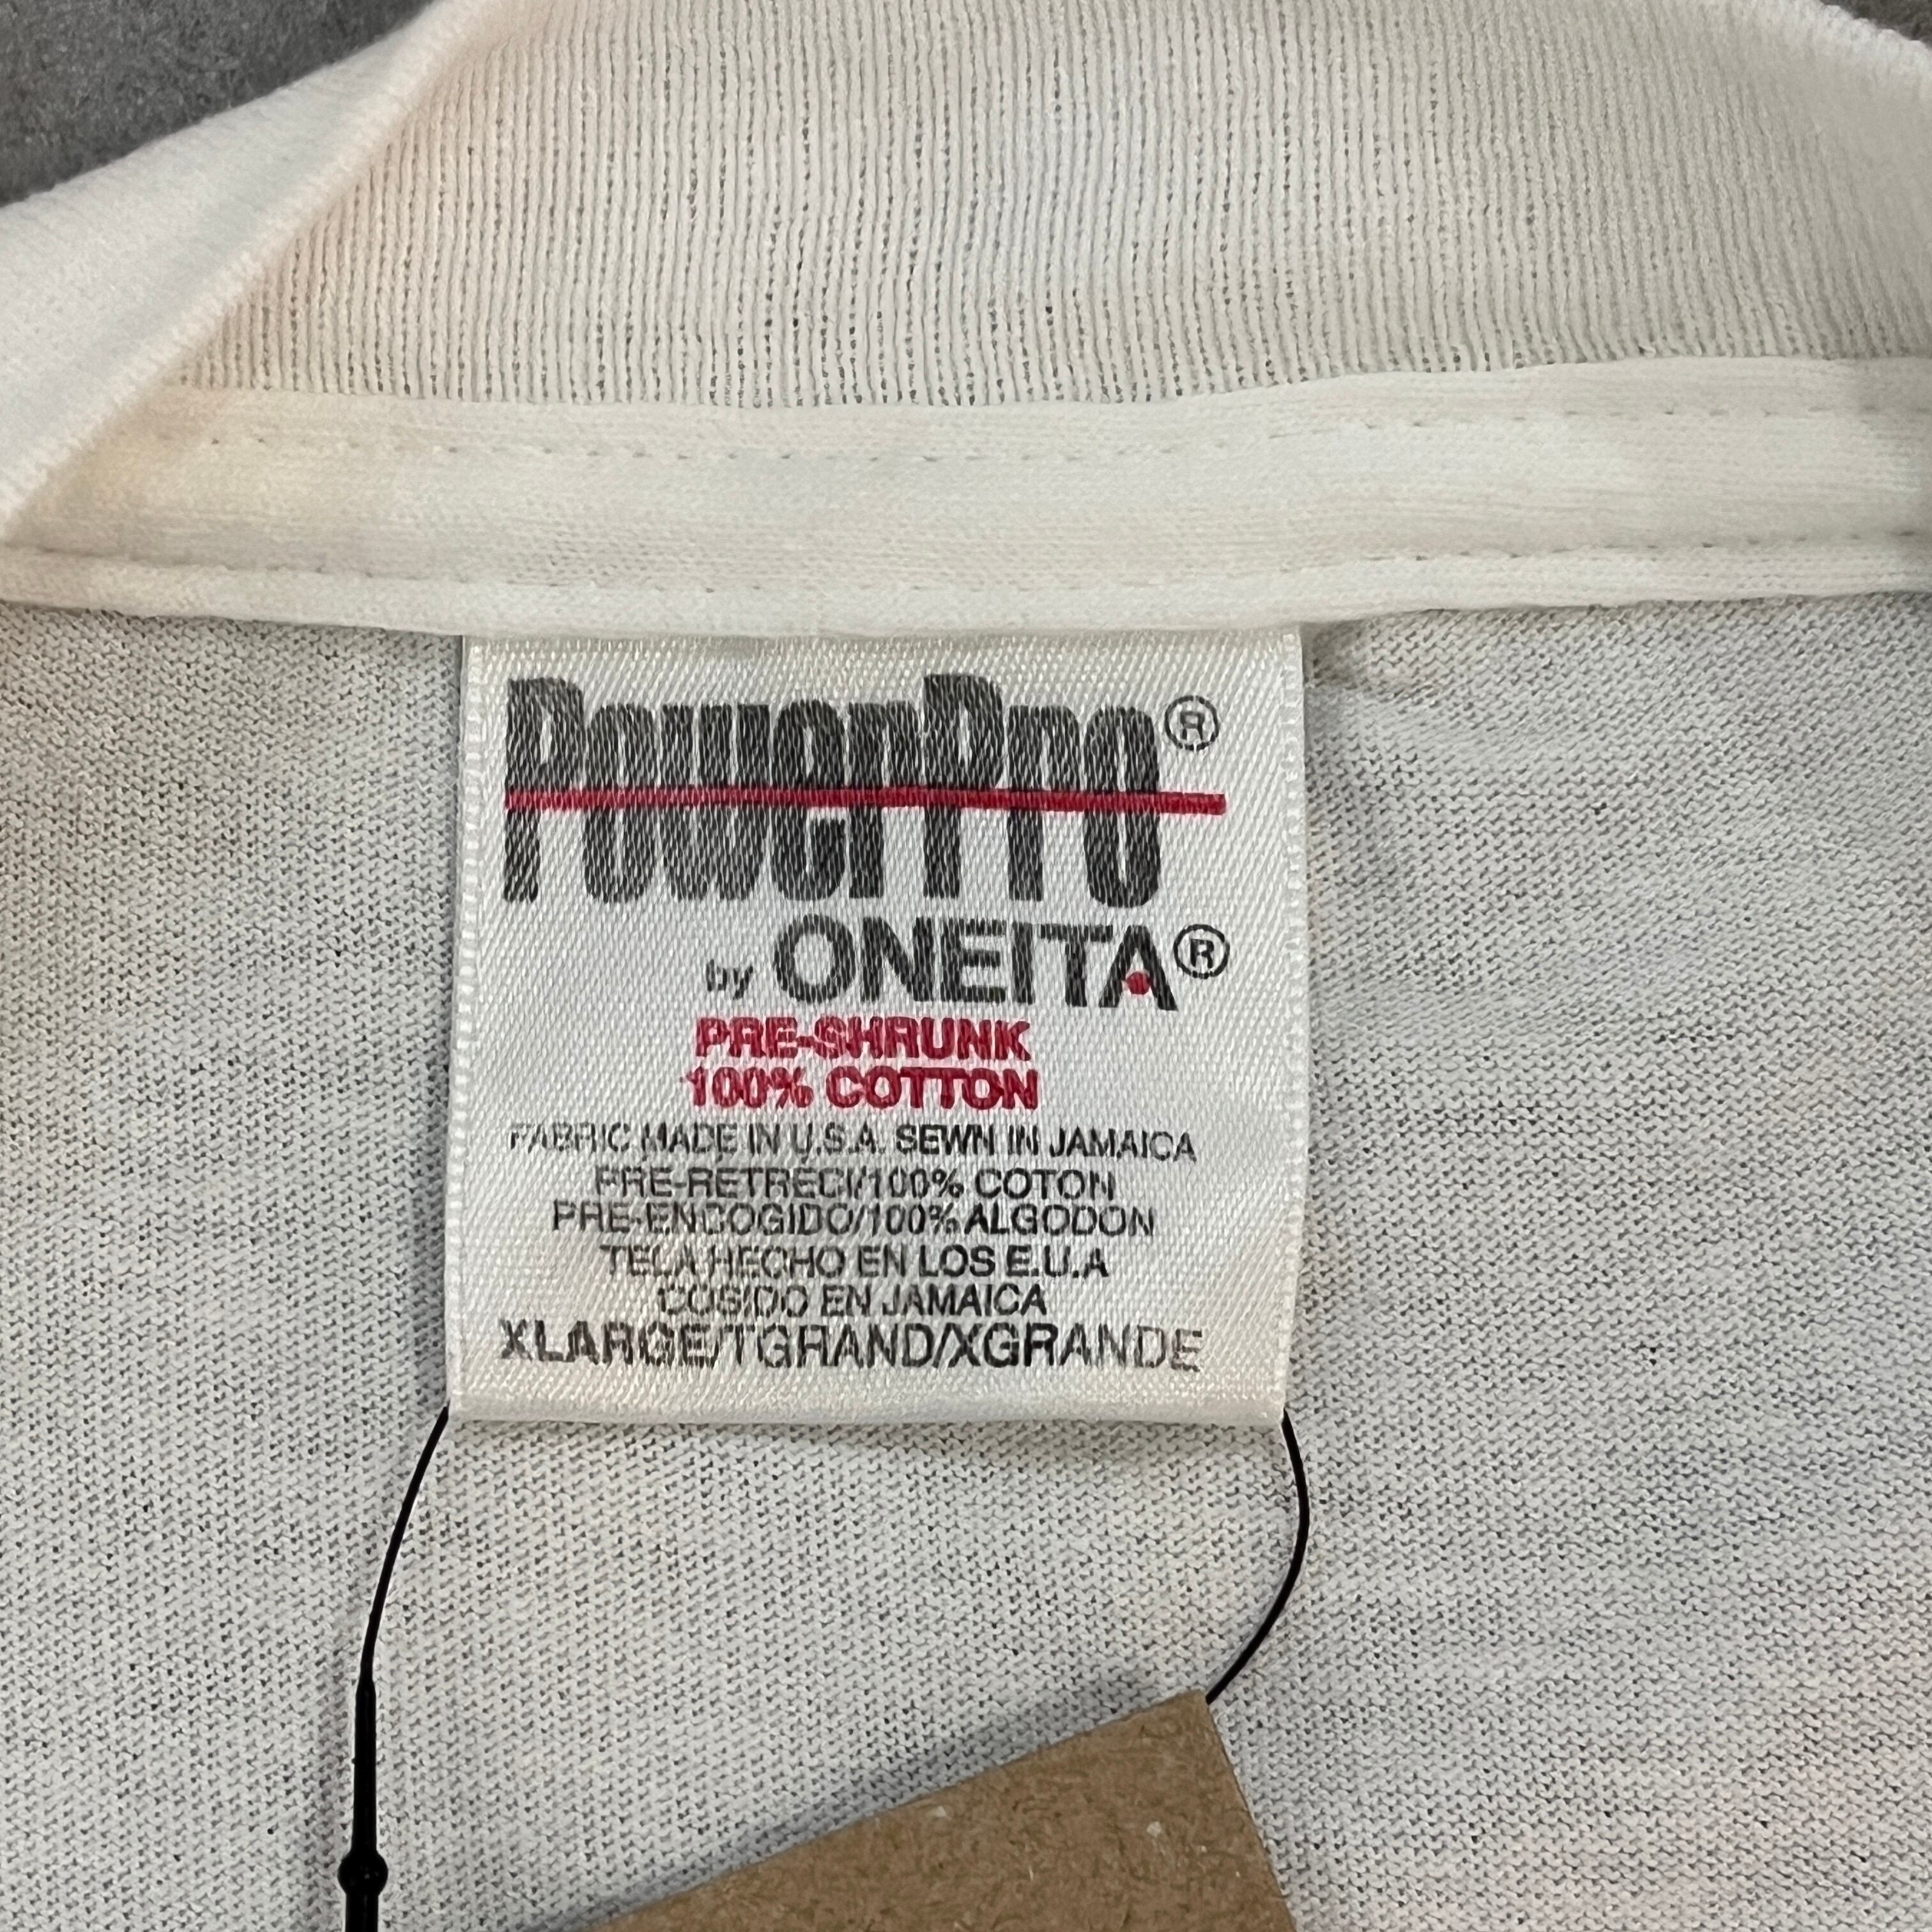 PowerPro®
by ONEITA®
PRE-SHRUNK
100% COTTON
FABRIC MADE IN U.S.A. SEWN IN JAMAICA
PRE-RETRECI/100% COTON
PRE-ENCOGIDO/100% ALGODON
TELA HECHO EN LOS E.U.A
COSIDO EN JAMAICA
XLARGE/TGRAND/XGRANDE